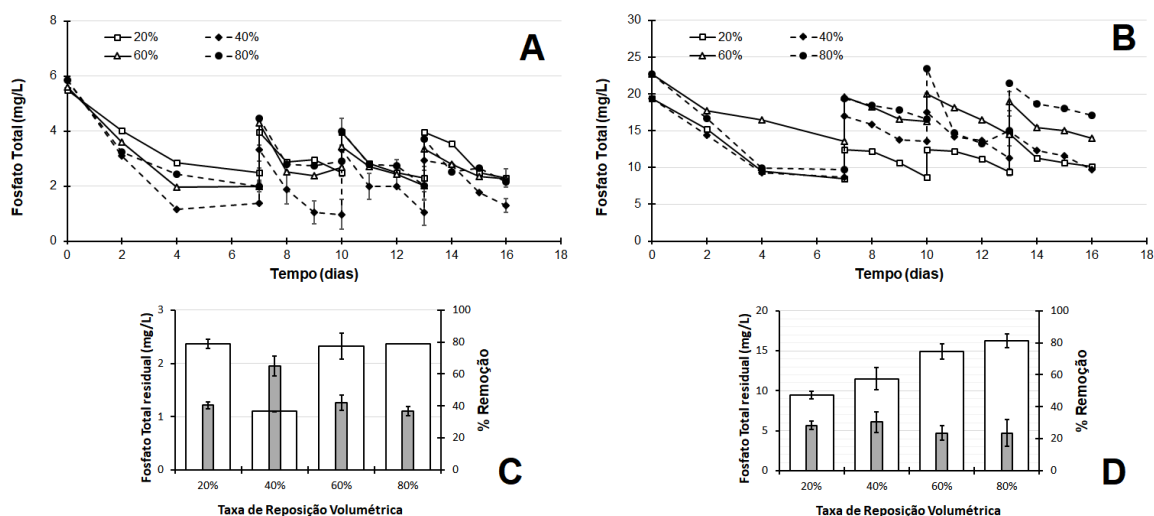 A
20% 40%
60% 80%
Fosfato Total (mg/L)
8
6
4
2
0
0 2 4 6 8 10 12 14 16 18
Tempo (dias)
B
20% 40%
60% 80%
Fosfato Total (mg/L)
30
25
20
15
10
5
0
0 2 4 6 8 10 12 14 16 18
Tempo (dias)
C
Fosfato Total residual (mg/L)
3
2
1
0
100
80
60
40
20
0
% Remoção
20% 40% 60% 80%
Taxa de Reposição Volumétrica
D
Fosfato Total residual (mg/L)
20
15
10
5
0
100
80
60
40
20
0
% Remoção
20% 40% 60% 80%
Taxa de Reposição Volumétrica